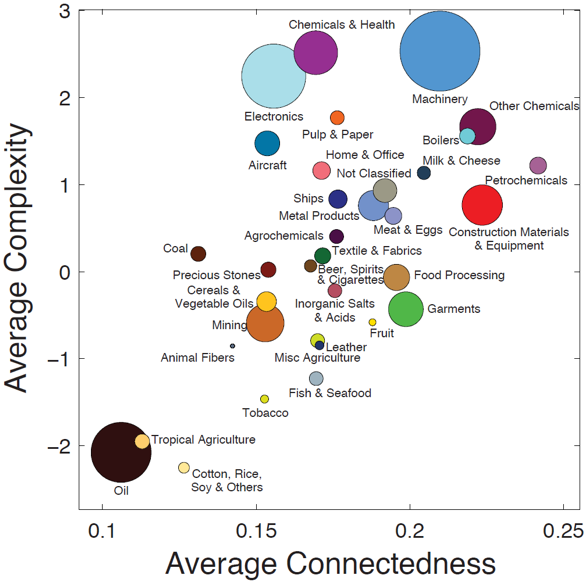 3
Chemicals & Health
Machinery
Electronics
2
Other Chemicals
Pulp & Paper
Boilers
Aircraft
Home & Office
Milk & Cheese
Not Classified
Petrochemicals
1
Ships
Metal Products
Meat & Eggs
Construction Materials
& Equipment
Agrochemicals
Coal
Textile & Fabrics
0
Precious Stones
Beer, Spirits
& Cigarettes
Food Processing
Cereals &
Vegetable Oils
Inorganic Salts
& Acids
Garments
Mining
Fruit
Leather
Animal Fibers
Misc Agriculture
−1
Fish & Seafood
Tobacco
Tropical Agriculture
−2
Cotton, Rice,
Soy & Others
Oil
0.1
0.15
0.2
0.25
Average Connectedness
Average Complexity